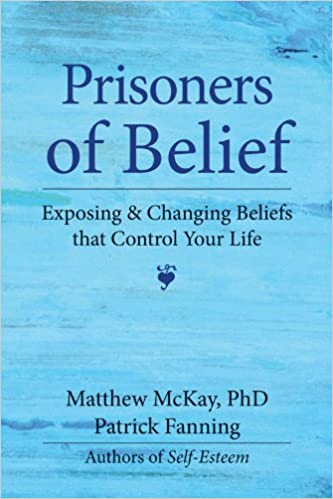 Prisoners
of Belief
Exposing & Changing Beliefs
that Control Your Life
Matthew McKay, PhD
Patrick Fanning
Authors of Self-Esteem